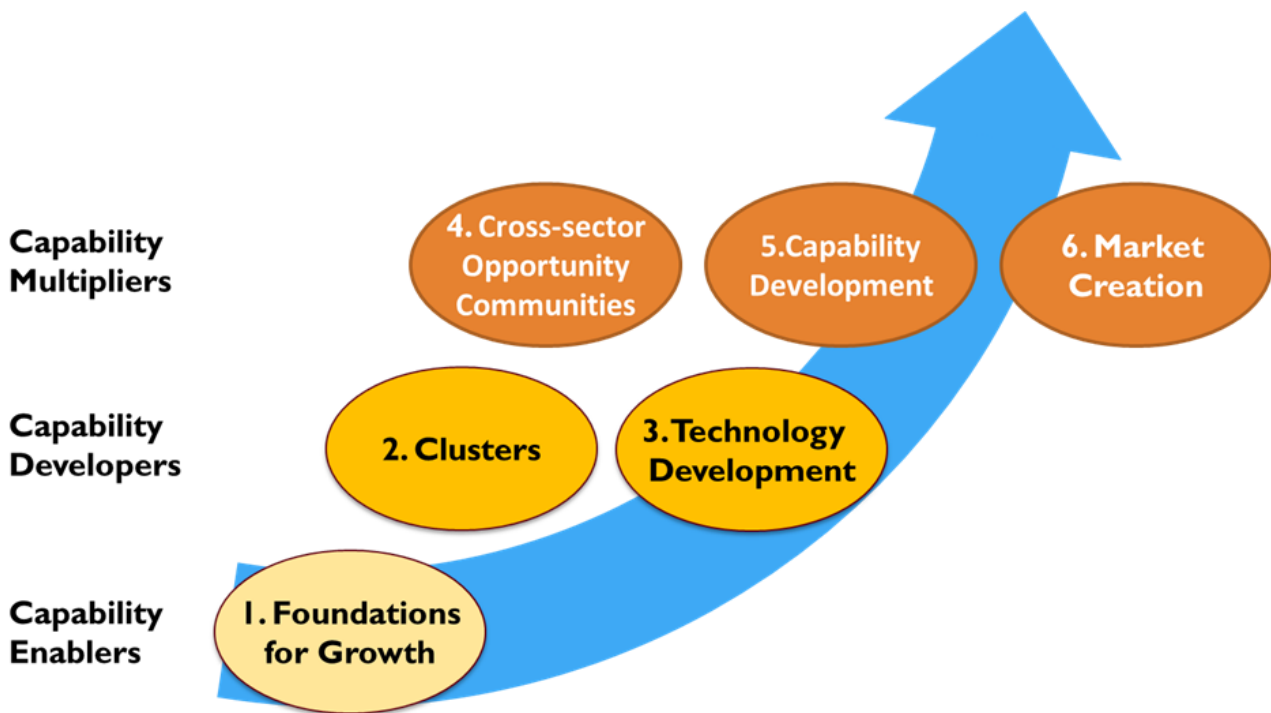 Capability
Multipliers
4. Cross-sector
Opportunity
Communities
5.Capability
Development
6. Market
Creation
Capability
Developers
2. Clusters
3. Technology
Development
Capability
Enablers
1. Foundations
for Growth